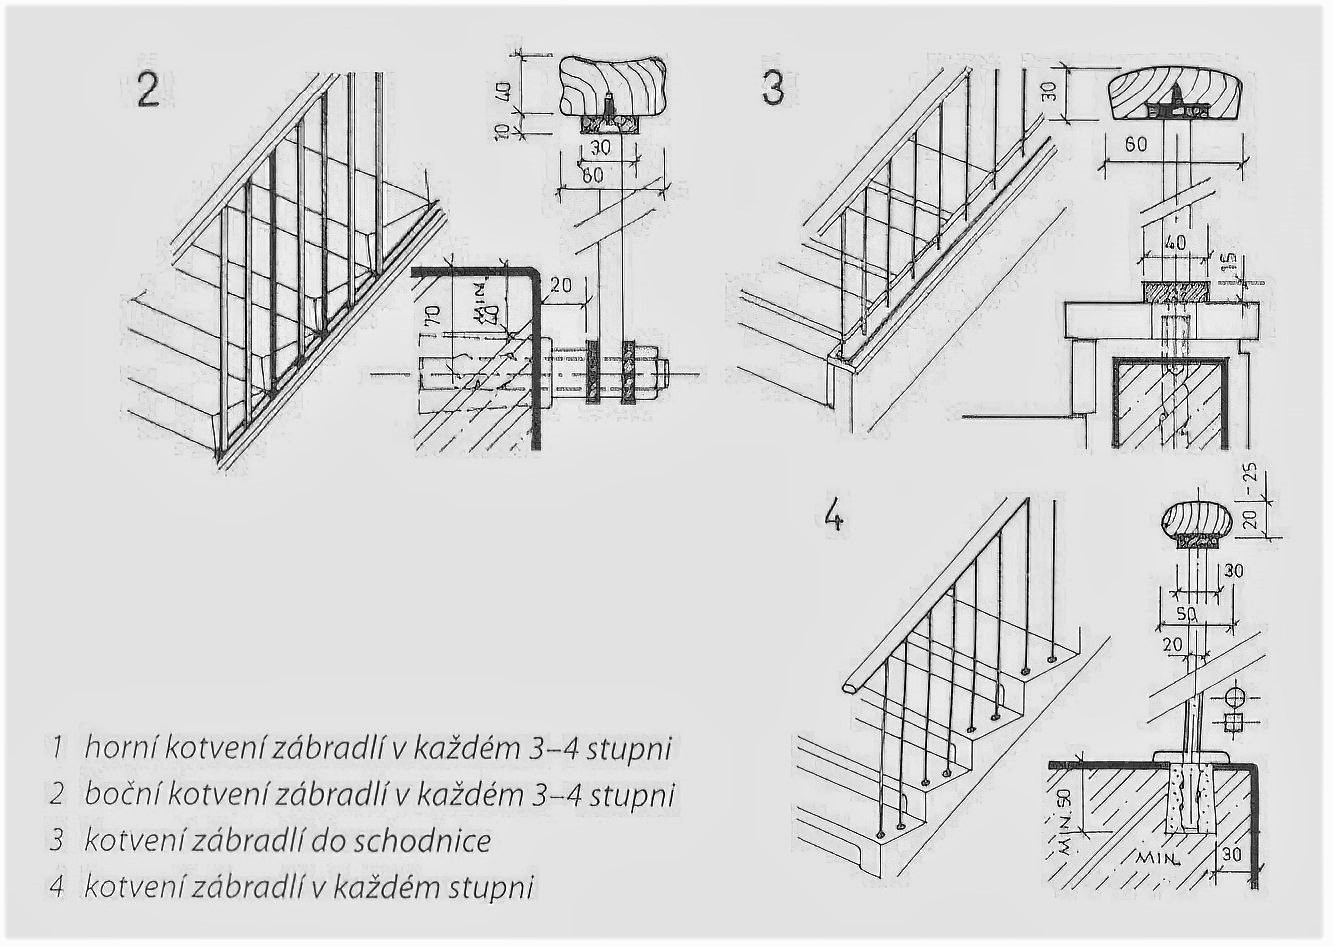 2
40
10
30
60
70
MIN.
40
20
3
30
60
40
15
4
25
20
30
50
20
MIN. 50
MIN.
30
1 horní kotvení zábradlí v každém 3–4 stupni
2 boční kotvení zábradlí v každém 3–4 stupni
3 kotvení zábradlí do schodnice
4 kotvení zábradlí v každém stupni